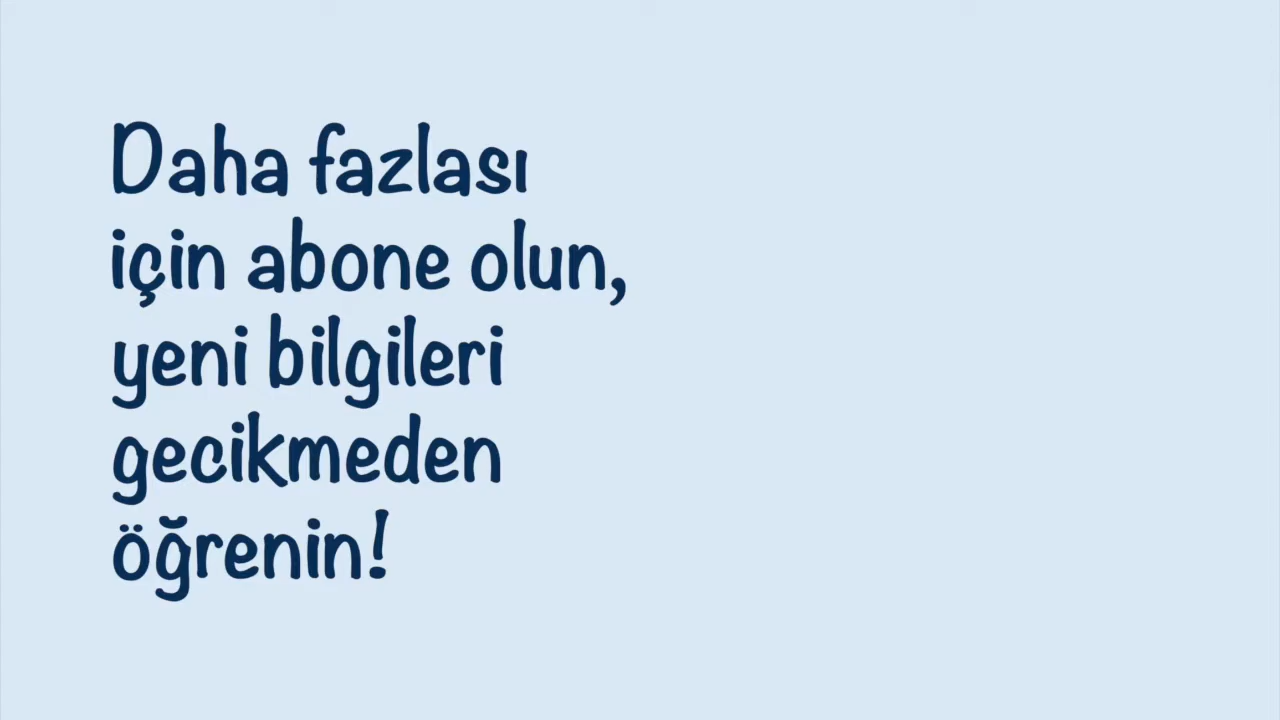 Daha fazlası
için abone olun,
yeni bilgileri
gecikmeden
öğrenin!